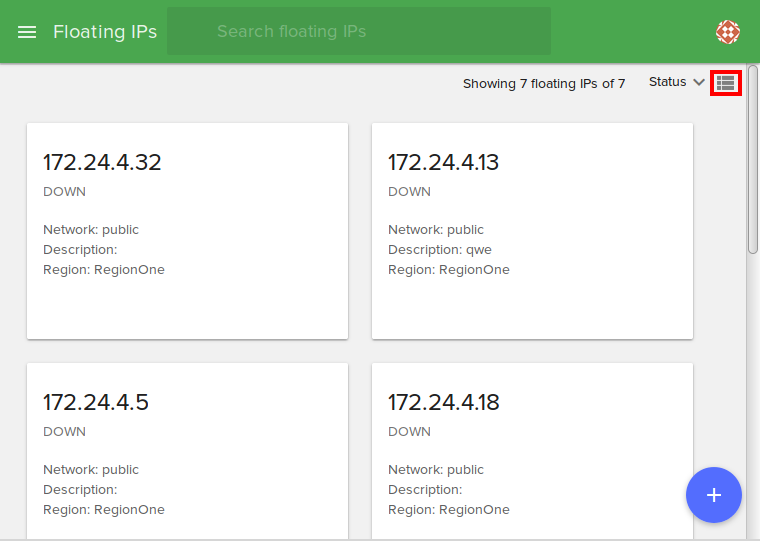 Floating IPs
Search floating IPs
Showing 7 floating IPs of 7
Status
172.24.4.32
DOWN
Network: public
Description:
Region: RegionOne
172.24.4.13
DOWN
Network: public
Description: qwe
Region: RegionOne
172.24.4.5
DOWN
Network: public
Description:
Region: RegionOne
172.24.4.18
DOWN
Network: public
Description:
Region: RegionOne
+